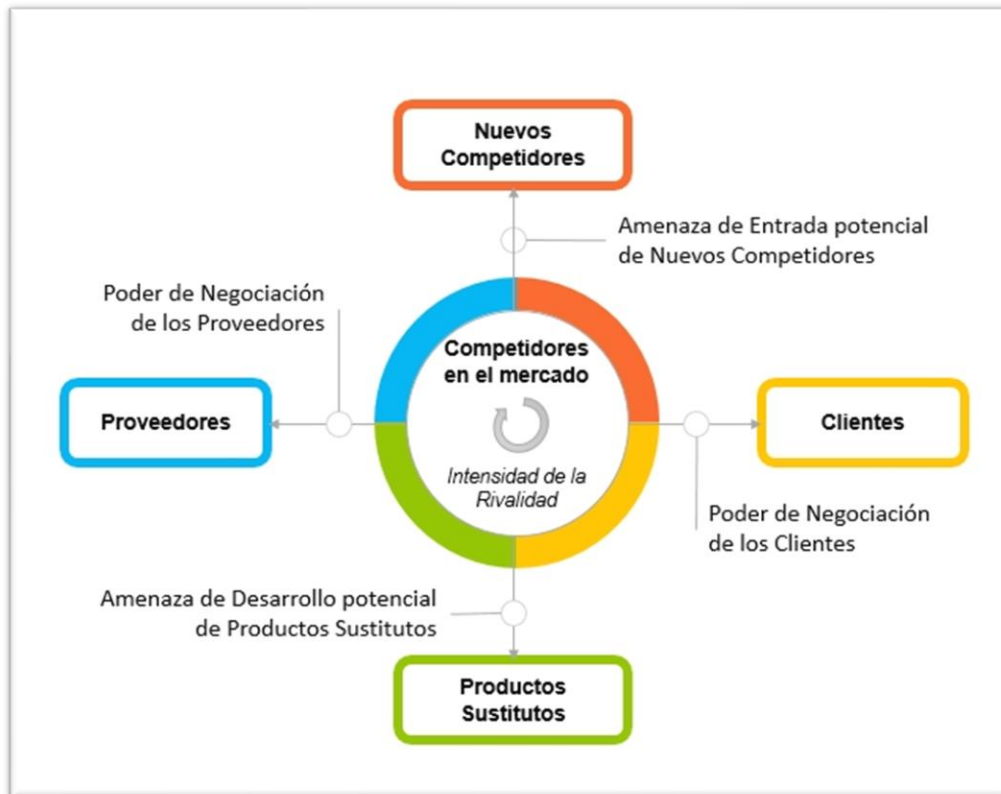 Nuevos
Competidores
Amenaza de Entrada potencial
de Nuevos Competidores
Poder de Negociación
de los Proveedores
Competidores
en el mercado
Proveedores
Clientes
Intensidad de la
Rivalidad
Poder de Negociación
de los Clientes
Amenaza de Desarrollo potencial
de Productos Sustitutos
Productos
Sustitutos